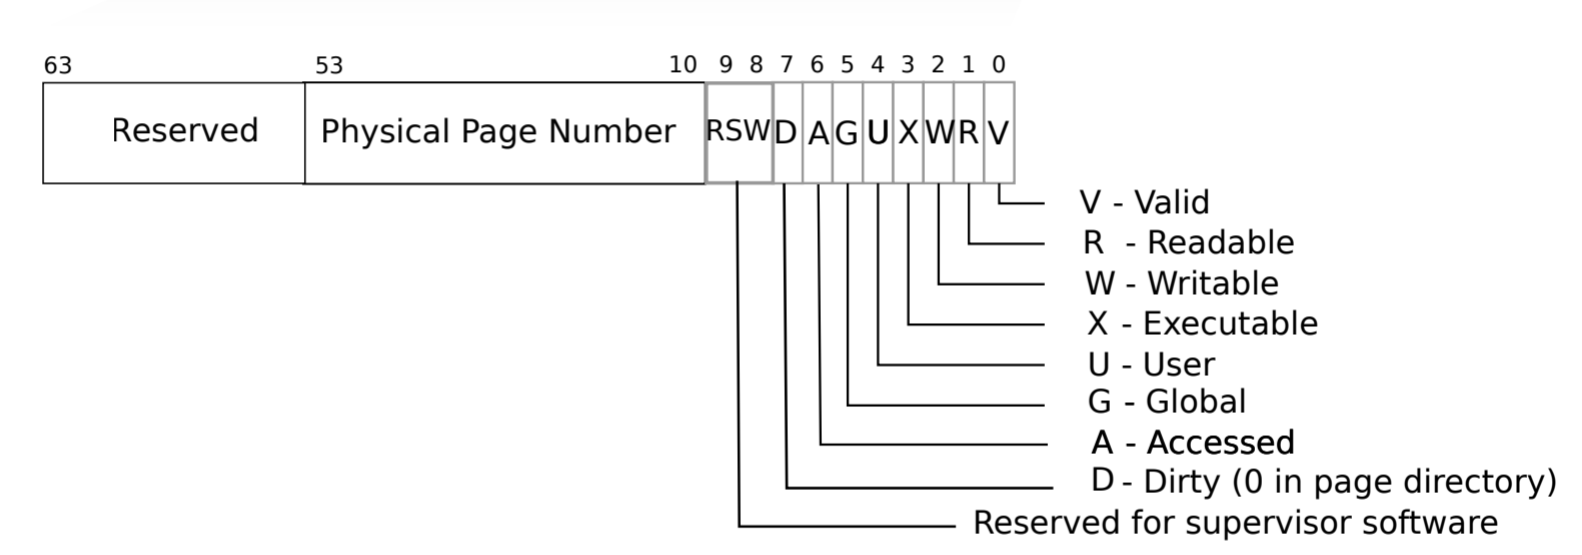 63 53 10 9 8 7 6 5 4 3 2 1 0
Reserved Physical Page Number RSW D A G U X W R V
V - Valid
R - Readable
W - Writable
X - Executable
U - User
G - Global
A - Accessed
D - Dirty (0 in page directory)
Reserved for supervisor software